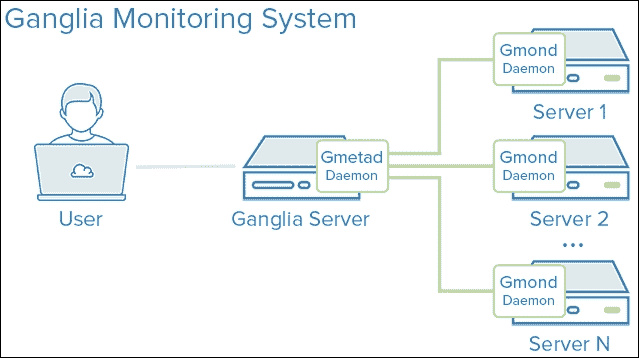 Ganglia Monitoring System
Gmond
Daemon
Server 1
Gmetad
Daemon
Gmond
Daemon
User
Ganglia Server
Server 2
...
Gmond
Daemon
Server N